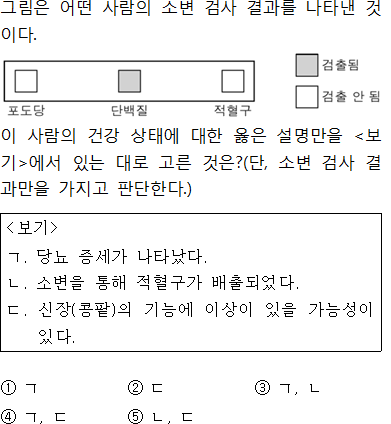 그림은 어떤 사람의 소변 검사 결과를 나타낸 것
이다.
검출됨
검출 안 됨
포도당 단백질 적혈구
이 사람의 건강 상태에 대한 옳은 설명만을 <보
기>에서 있는 대로 고른 것은?(단, 소변 검사 결
과만을 가지고 판단한다.)
<보기>
ㄱ. 당뇨 증세가 나타났다.
ㄴ. 소변을 통해 적혈구가 배출되었다.
ㄷ. 신장(콩팥)의 기능에 이상이 있을 가능성이
있다.
① ㄱ ② ㄷ ③ ㄱ, ㄴ
④ ㄱ, ㄷ ⑤ ㄴ, ㄷ